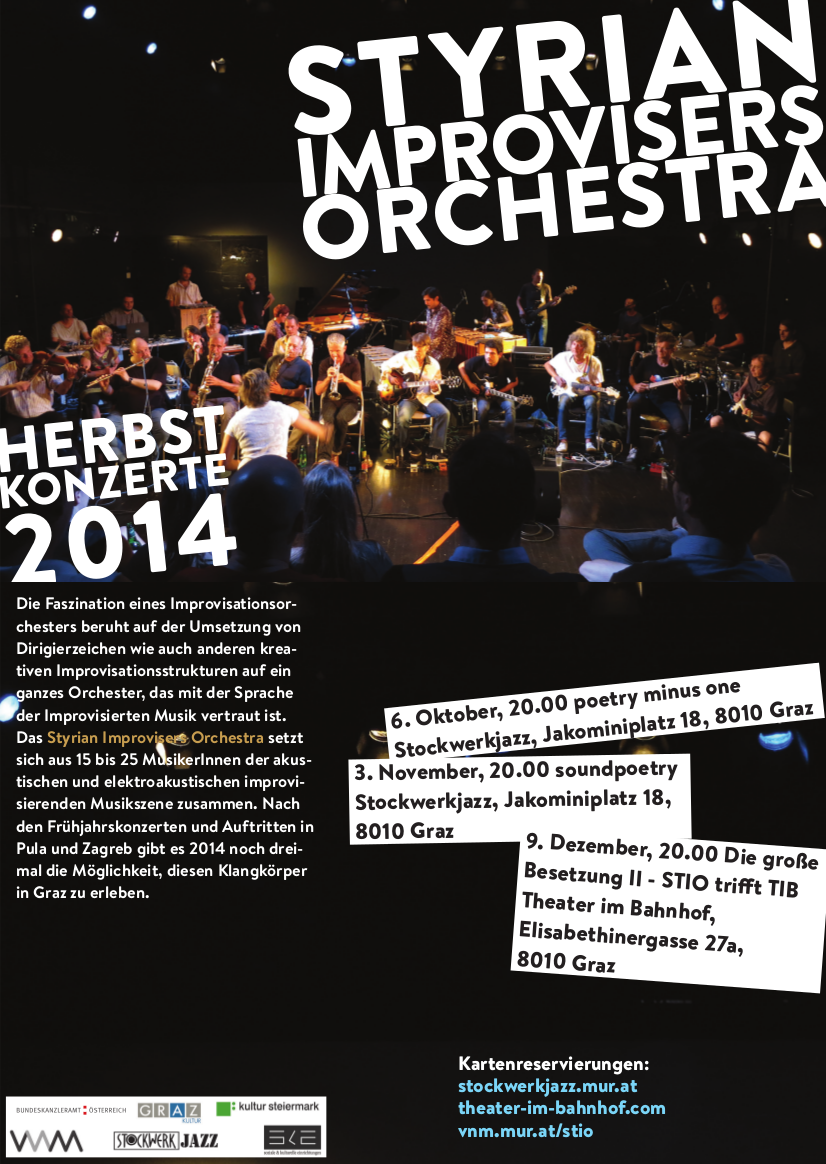 STYRIAN
IMPROVISERS
ORCHESTRA
HERBST
KONZERTE
2014
Die Faszination eines Improvisationsor-
chesters beruht auf der Umsetzung von
Dirigierzeichen wie auch anderen krea-
tiven Improvisationsstrukturen auf ein
ganzes Orchester, das mit der Sprache
der Improvisierten Musik vertraut ist.
Das Styrian Improvisers Orchestra setzt
sich aus 15 bis 25 MusikerInnen der akus-
tischen und elektroakustischen improvi-
sierenden Musikszene zusammen. Nach
den Frühjahrskonzerten und Auftritten in
Pula und Zagreb gibt es 2014 noch drei-
mal die Möglichkeit, diesen Klangkörper
in Graz zu erleben.
6. Oktober, 20.00 poetry minus one
Stockwerkjazz, Jakominiplatz 18, 8010 Graz
3. November, 20.00 soundpoetry
Stockwerkjazz, Jakominiplatz 18,
8010 Graz
9. Dezember, 20.00 Die große
Besetzung II - STIO trifft TIB
Theater im Bahnhof,
Elisabethinergasse 27a,
8010 Graz
Kartenreservierungen:
stockwerkjazz.mur.at
theater-im-bahnhof.com
vnm.mur.at/stio
BUNDESKANZLERAMT ÖSTERREICH
GRAZ
KULTUR
kultur steiermark
STOCKWERK JAZZ